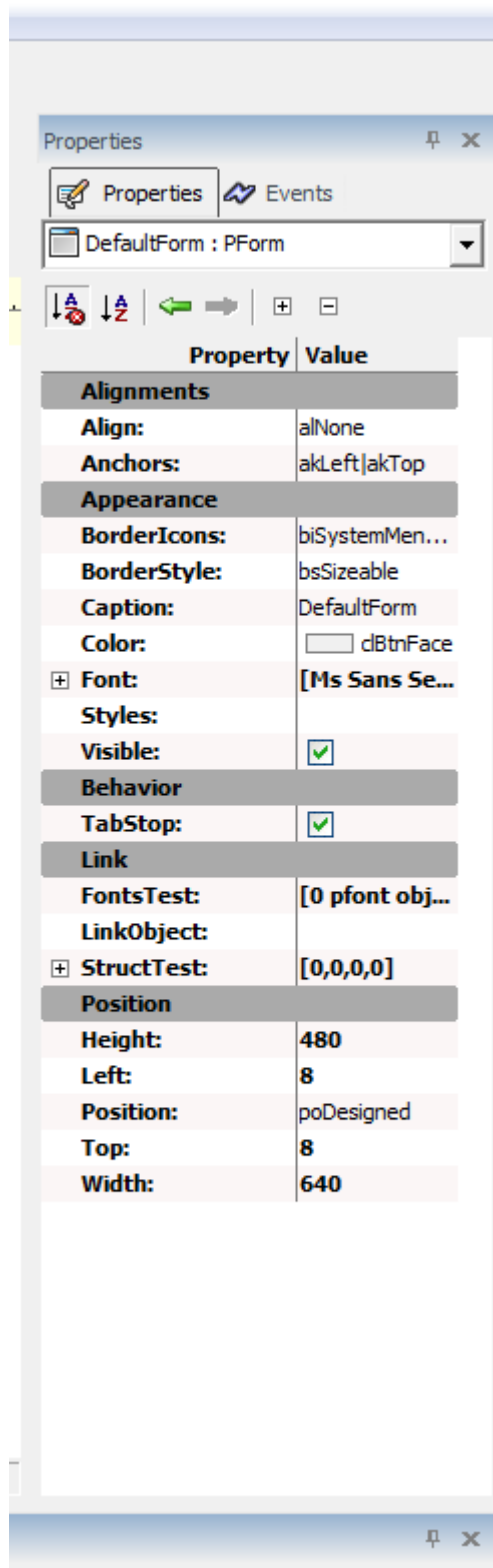 Properties
Properties Events
DefaultForm : PForm
Property Value
Alignments
Align: alNone
Anchors: akLeft|akTop
Appearance
BorderIcons: biSystemMen...
BorderStyle: bsSizeable
Caption: DefaultForm
Color: clBtnFace
Font: [Ms Sans Se...
Styles:
Visible:
Behavior
TabStop:
Link
FontsTest: [0 pfont obj...
LinkObject:
StructTest: [0,0,0,0]
Position
Height: 480
Left: 8
Position: poDesigned
Top: 8
Width: 640